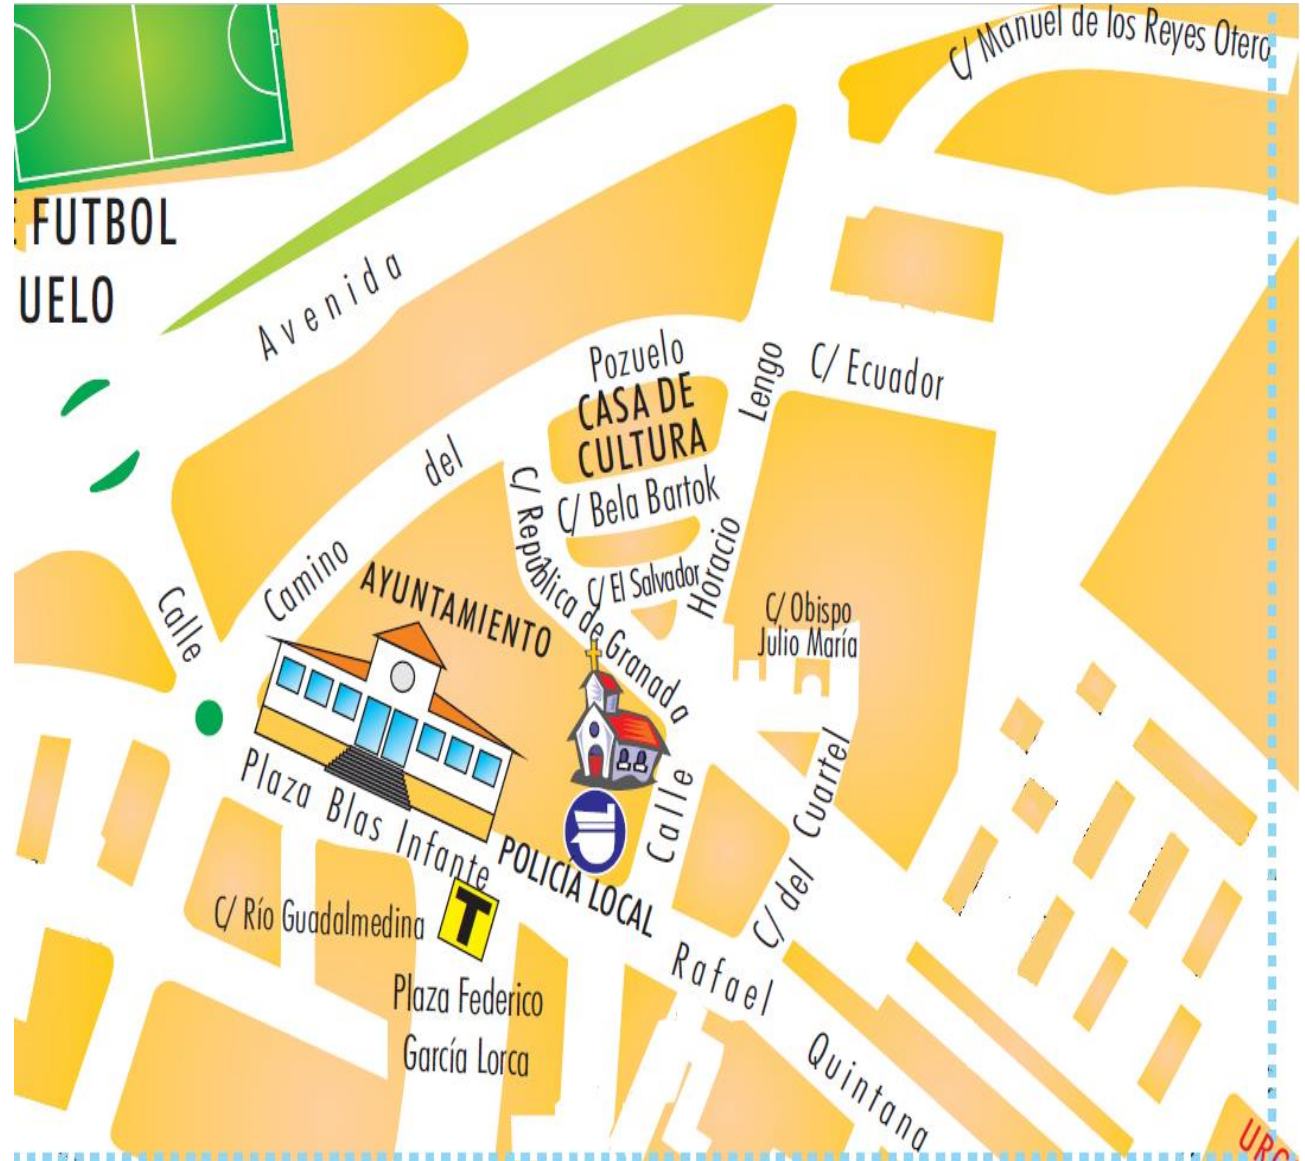 C/ Manuel de los Reyes Otero
FUTBOL
UELO
Avenida
Pozuelo
CASA DE
CULTURA
Lengo
C/ Ecuador
del
C/ Bela Bartok
C/ República de Granada
Horacio
C/ El Salvador
Camino
Calle
AYUNTAMIENTO
C/ Obispo
Julio María
Plaza Blas Infante
POLICÍA LOCAL
Calle
C/ del Cuartel
C/ Río Guadalmedina
T
Rafael
Plaza Federico
García Lorca
Quintana
URC